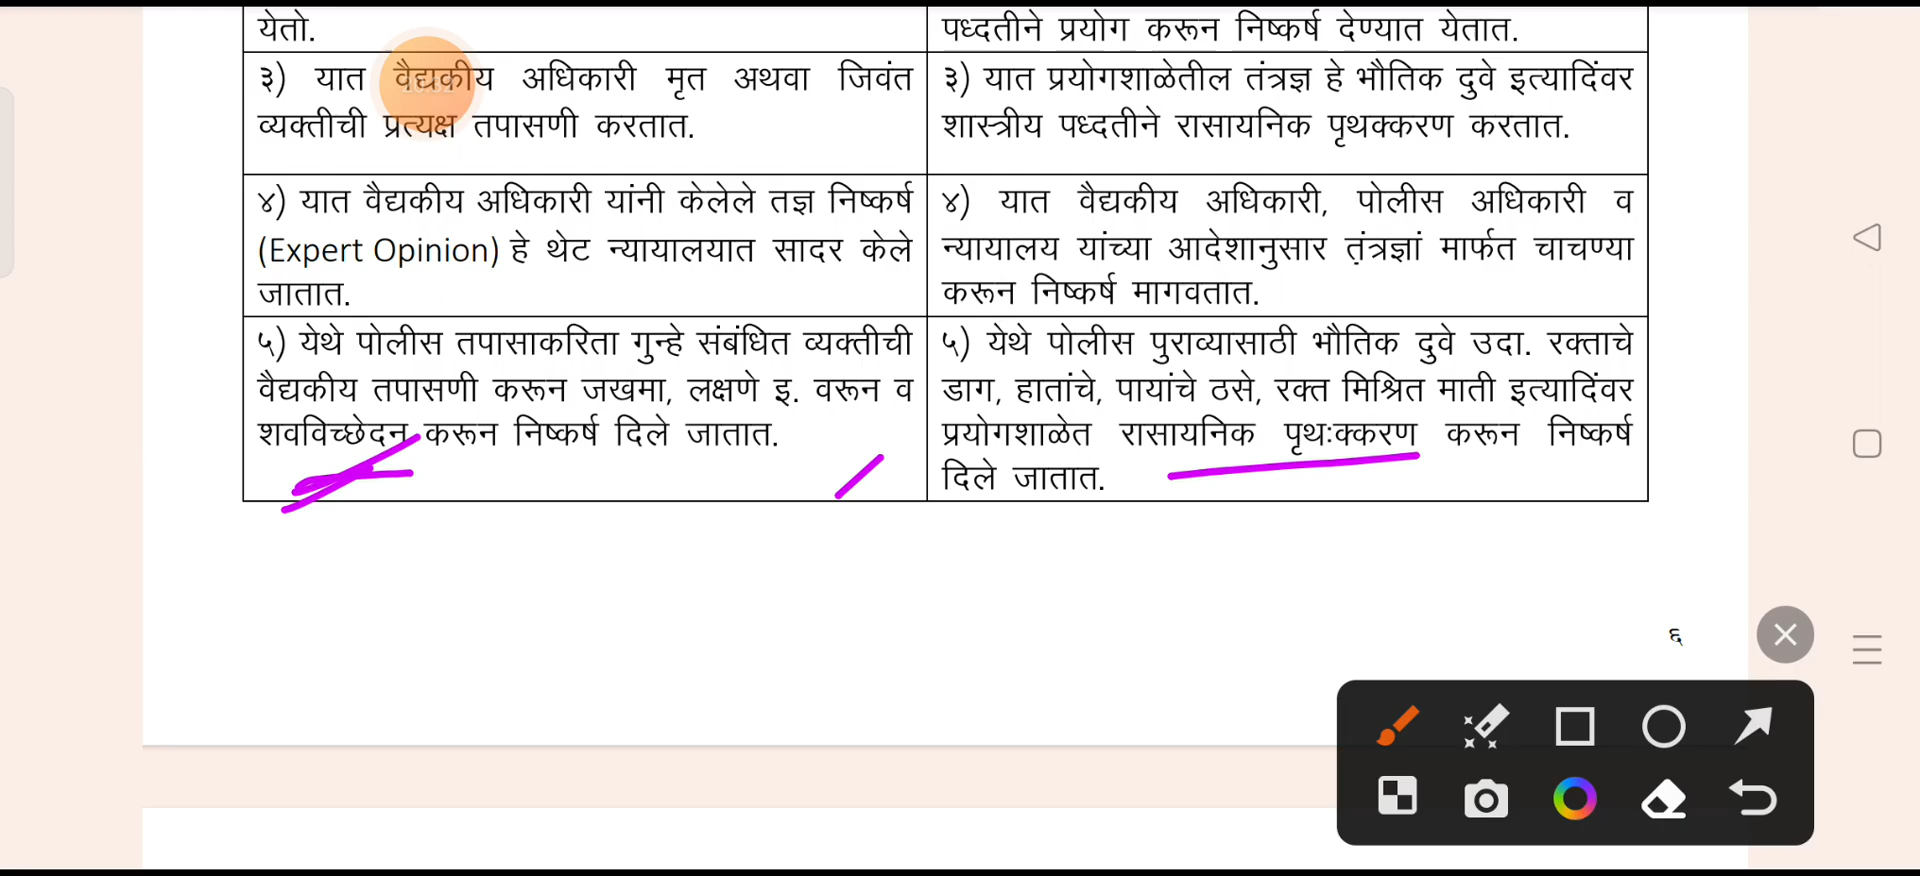 येतो.
पध्दतीने प्रयोग करून निष्कर्ष देण्यात येतात.
३) यात वैद्यकीय अधिकारी मृत अथवा जिवंत
व्यक्तीची प्रत्यक्ष तपासणी करतात.
३) यात प्रयोगशाळेतील तंत्रज्ञ हे भौतिक दुवे इत्यादिंवर
शास्त्रीय पध्दतीने रासायनिक पृथक्करण करतात.
४) यात वैद्यकीय अधिकारी यांनी केलेले तज्ञ निष्कर्ष
(Expert Opinion) हे थेट न्यायालयात सादर केले
जातात.
४) यात वैद्यकीय अधिकारी, पोलीस अधिकारी व
न्यायालय यांच्या आदेशानुसार तं़त्रज्ञां मार्फत चाचण्या
करून निष्कर्ष मागवतात.
५) येथे पोलीस तपासाकरिता गुन्हे संबंधित व्यक्तीची
वैद्यकीय तपासणी करून जखमा, लक्षणे इ. वरून व
शवविच्छेदन करून निष्कर्ष दिले जातात.
५) येथे पोलीस पुराव्यासाठी भौतिक दुवे उदा. रक्ताचे
डाग, हातांचे, पायांचे ठसे, रक्त मिश्रित माती इत्यादिंवर
प्रयोगशाळेत रासायनिक पृथःक्करण करून निष्कर्ष
दिले जातात.
६